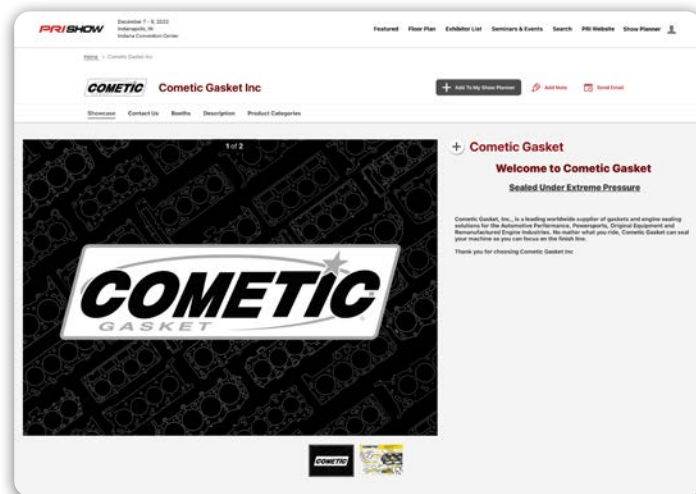 PRI SHOW
December 7 - 9, 2023
Indianapolis, IN
Indiana Convention Center
Featured Floor Plan Exhibitor List Seminars & Events Search PRI Website Show Planner
Home > Cometic Gasket Inc
COMETIC
Cometic Gasket Inc
Add To My Show Planner
Add Note
Send Email
Showcase Contact Us Booths Description Product Categories
1 of 2
COMETIC
GASKET
Cometic Gasket
Welcome to Cometic Gasket
Sealed Under Extreme Pressure
Cometic Gasket, Inc., is a leading worldwide supplier of gaskets and engine sealing
solutions for the Automotive Performance, Powersports, Original Equipment and
Remanufactured Engine Industries. No matter what you ride, Cometic Gasket can seal
your machine so you can focus on the finish line.
Thank you for choosing Cometic Gasket Inc
COMETIC
COMETIC